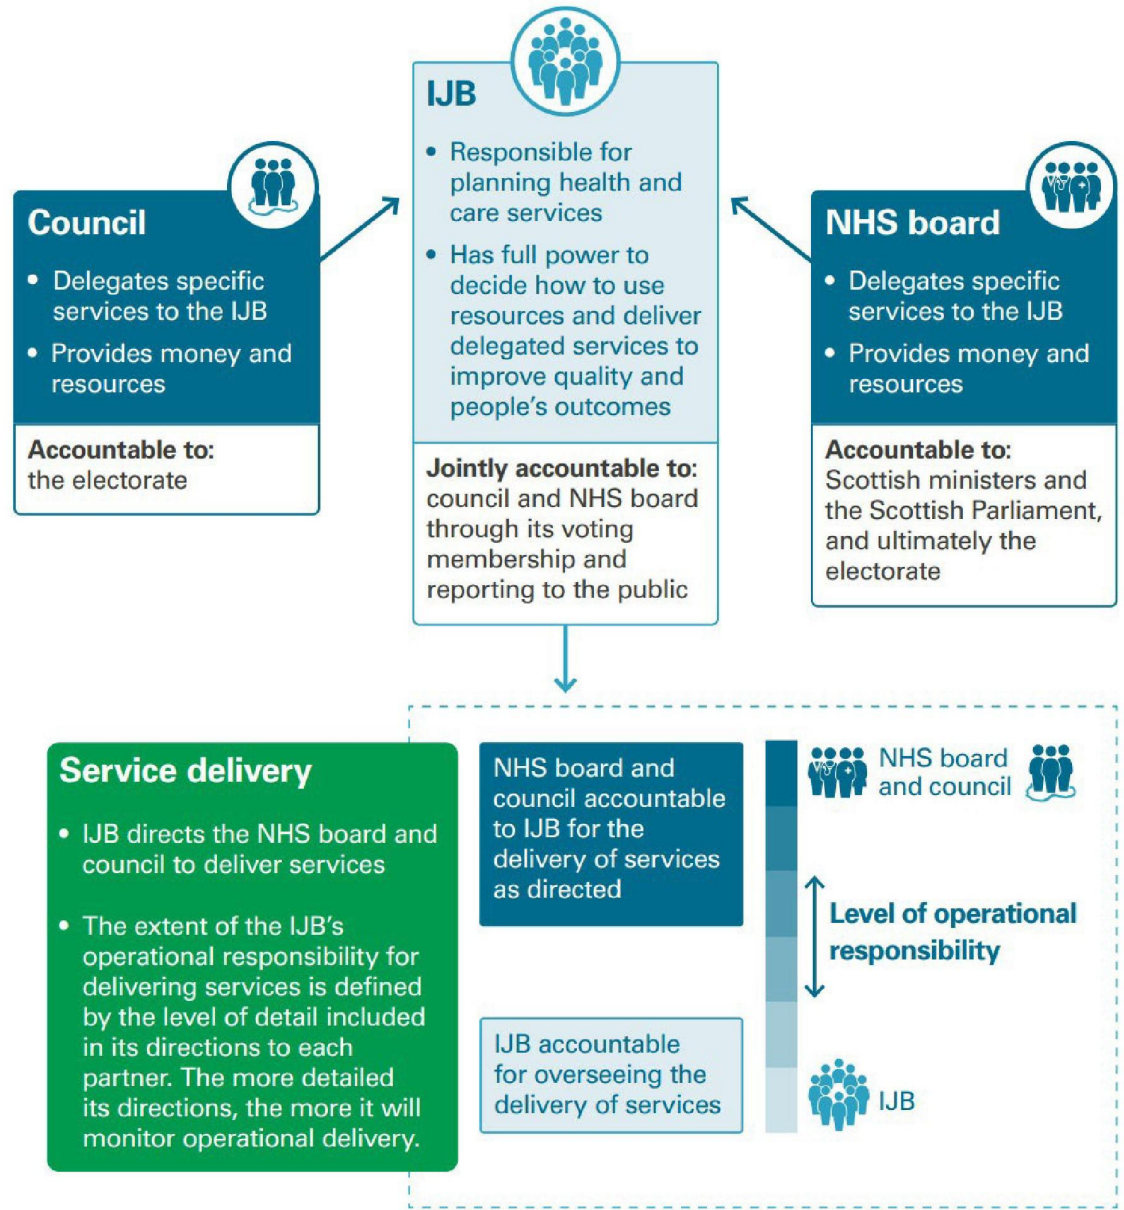 IJB
• Responsible for
planning health and
care services
• Has full power to
decide how to use
resources and deliver
delegated services to
improve quality and
people’s outcomes
Jointly accountable to:
council and NHS board
through its voting
membership and
reporting to the public
Council
• Delegates specific
services to the IJB
• Provides money and
resources
Accountable to:
the electorate
NHS board
• Delegates specific
services to the IJB
• Provides money and
resources
Accountable to:
Scottish ministers and
the Scottish Parliament,
and ultimately the
electorate
Service delivery
• IJB directs the NHS board and
council to deliver services
• The extent of the IJB’s
operational responsibility for
delivering services is defined
by the level of detail included
in its directions to each
partner. The more detailed
its directions, the more it will
monitor operational delivery.
NHS board and
council accountable
to IJB for the
delivery of services
as directed
IJB accountable
for overseeing the
delivery of services
NHS board
and council
Level of operational
responsibility
IJB